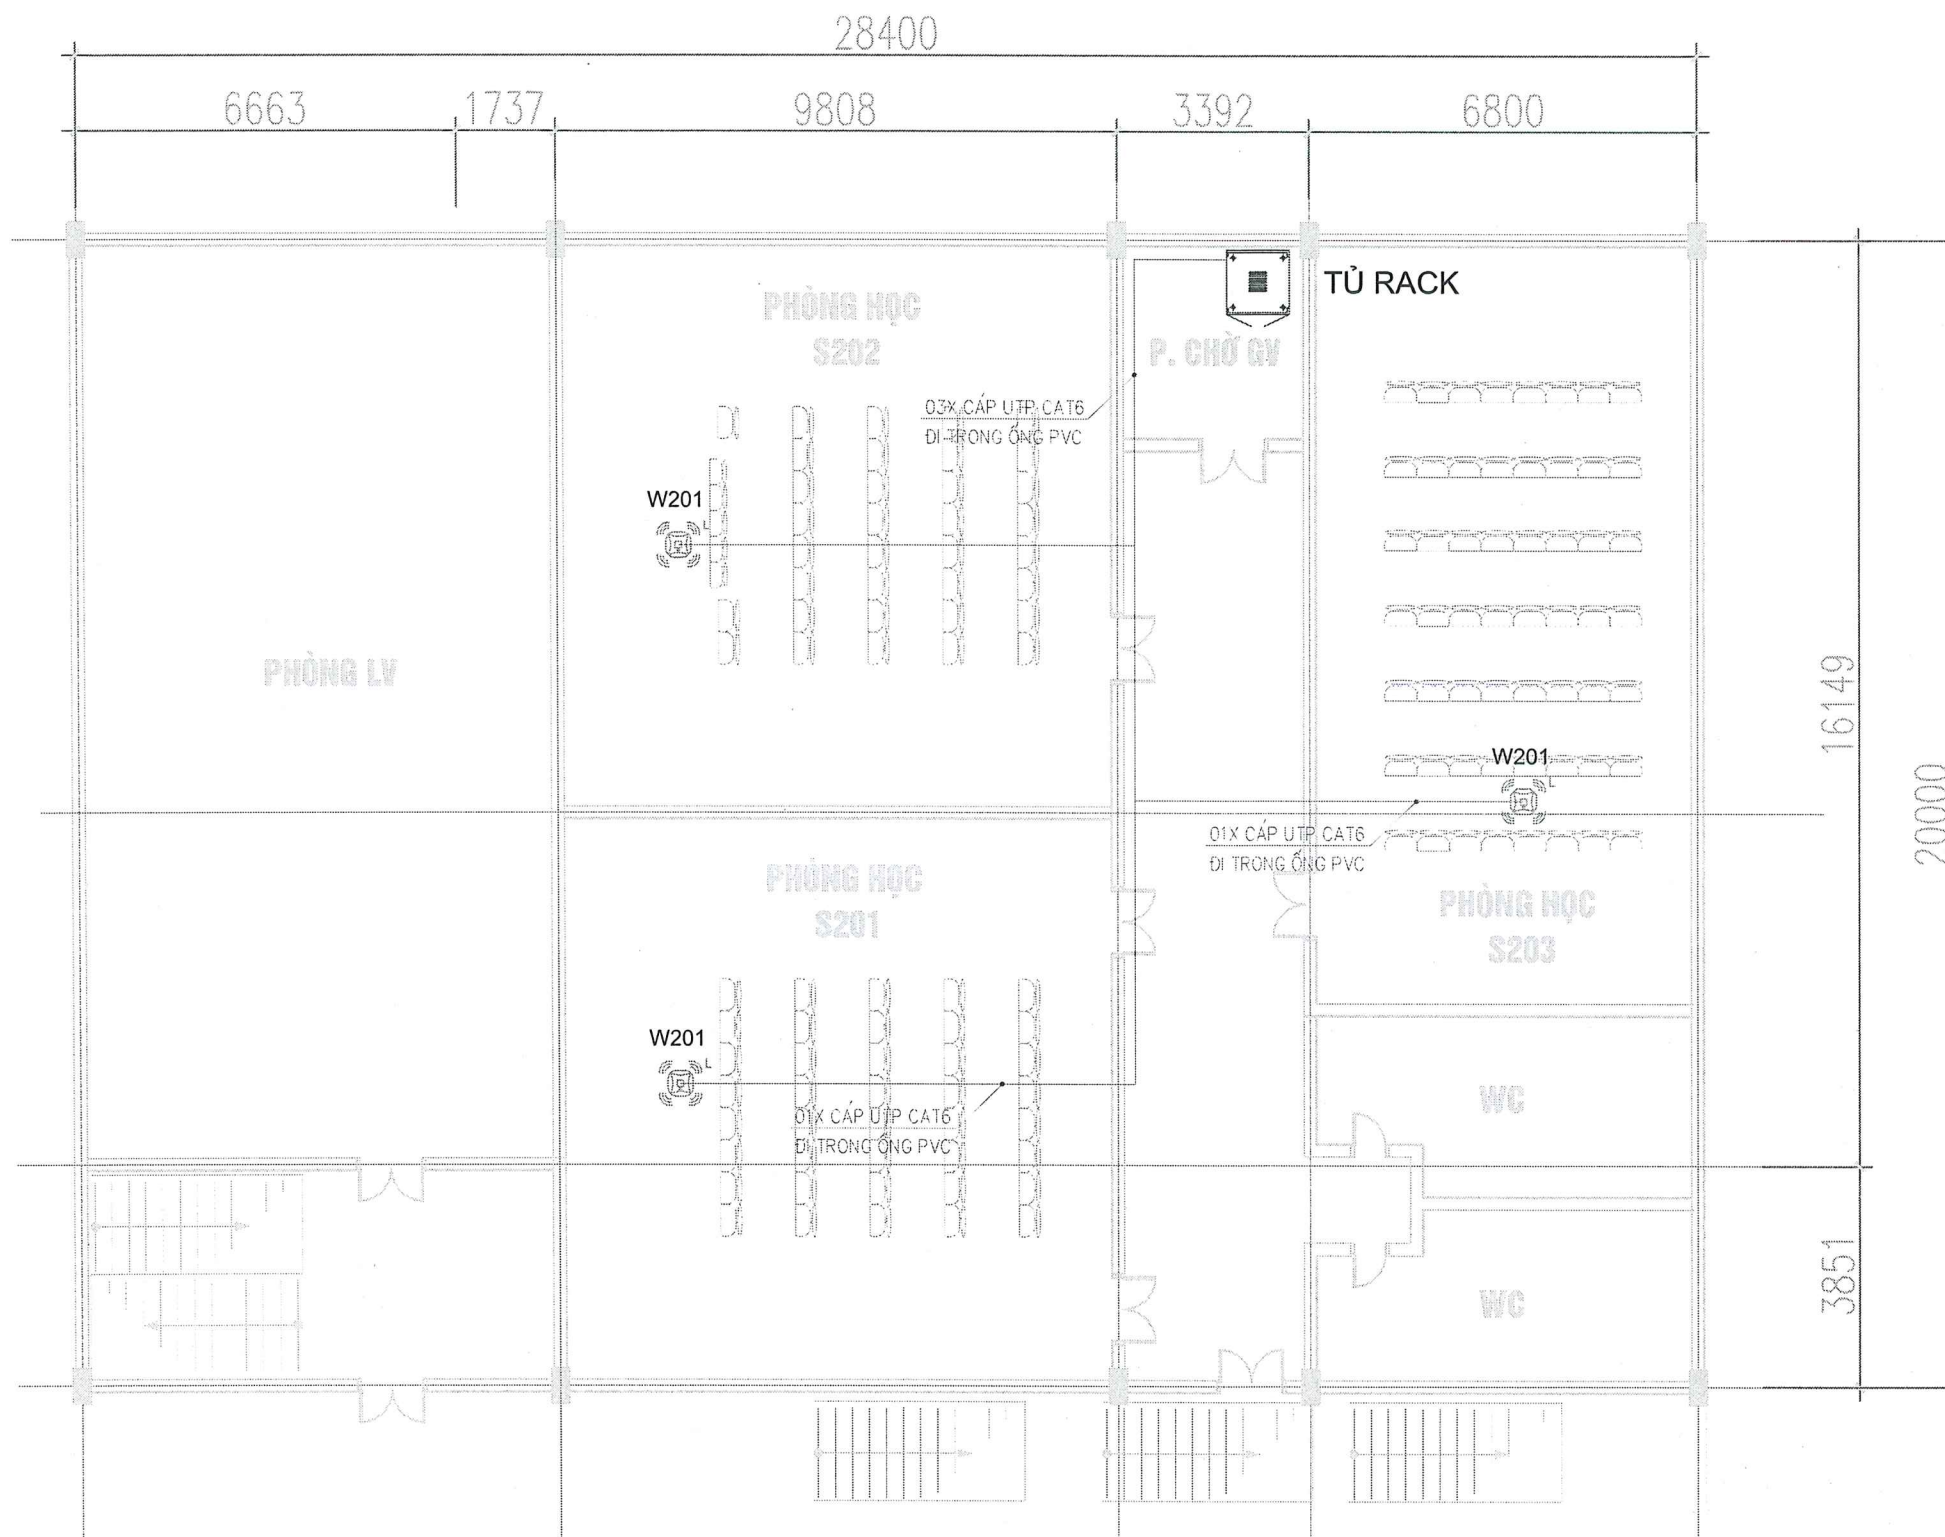 28400
6663
1737
9808
3392
6800
TỦ RACK
PHÒNG HỌC
S202
P. CHỜ GV
03X CÁP UTP CAT6
ĐI TRONG ỐNG PVC
W201
L
PHÒNG LV
16149
20000
W201
L
01X CÁP UTP CAT6
ĐI TRONG ỐNG PVC
PHÒNG HỌC
S201
PHÒNG HỌC
S203
W201
L
WC
01X CÁP UTP CAT6
ĐI TRONG ỐNG PVC
3851
WC